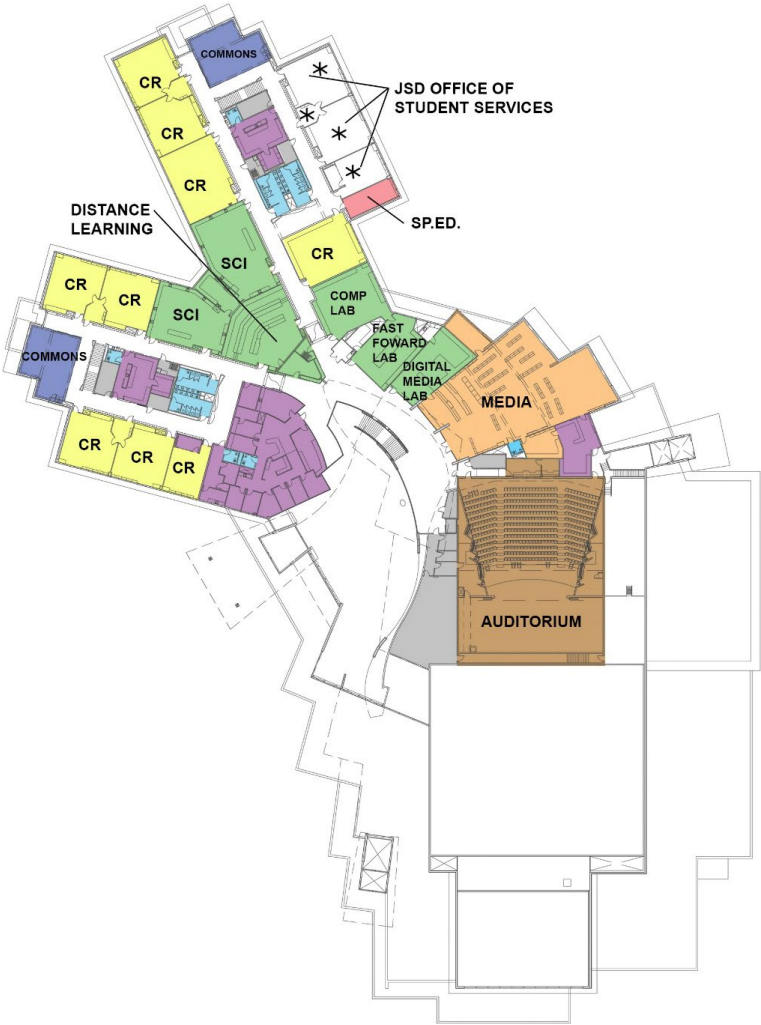 COMMONS
CR
JSD OFFICE OF
STUDENT SERVICES
CR
CR
DISTANCE
LEARNING
SP.ED.
CR
SCI
CR
CR
SCI
COMP
LAB
FAST
FOWARD
LAB
COMMONS
DIGITAL
MEDIA
LAB
MEDIA
CR
CR
CR
AUDITORIUM